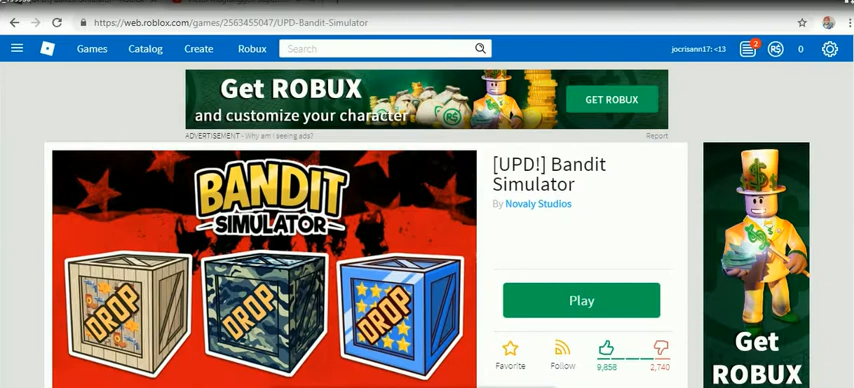 https://web.roblox.com/games/2563455047/UPD-Bandit-Simulator
Games Catalog Create Robux Search jocrisann17: <13 2 R$ 0
Get ROBUX
and customize your character
GET ROBUX
ADVERTISEMENT - Why am I seeing ads? Report
BANDIT
SIMULATOR
DROP DROP DROP
[UPD!] Bandit
Simulator
By Novaly Studios
Play
Favorite Follow 9,858 2,740
Get
ROBUX